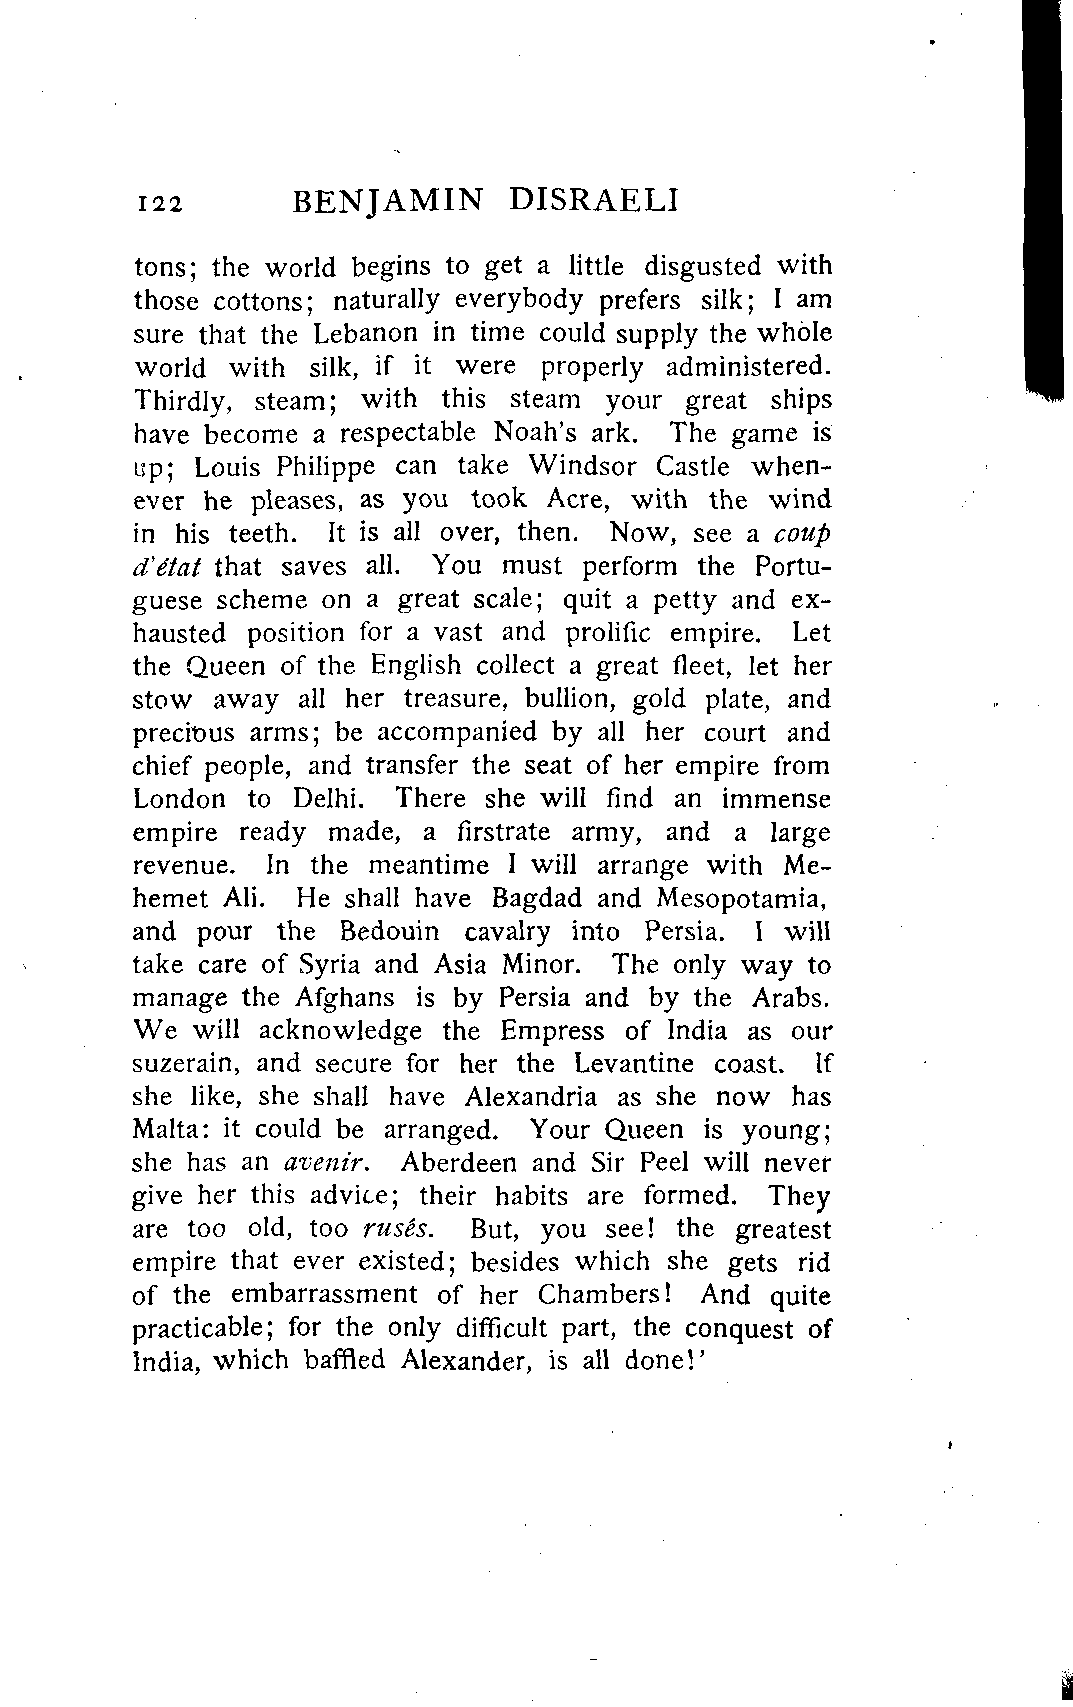 122 BENJAMIN DISRAELI
tons; the world begins to get a little disgusted with
those cottons; naturally everybody prefers silk; I am
sure that the Lebanon in time could supply the whole
world with silk, if it were properly administered.
Thirdly, steam; with this steam your great ships
have become a respectable Noah's ark. The game is
up; Louis Philippe can take Windsor Castle when-
ever he pleases, as you took Acre, with the wind
in his teeth. It is all over, then. Now, see a coup
d'état that saves all. You must perform the Portu-
guese scheme on a great scale; quit a petty and ex-
hausted position for a vast and prolific empire. Let
the Queen of the English collect a great fleet, let her
stow away all her treasure, bullion, gold plate, and
precious arms; be accompanied by all her court and
chief people, and transfer the seat of her empire from
London to Delhi. There she will find an immense
empire ready made, a firstrate army, and a large
revenue. In the meantime I will arrange with Me-
hemet Ali. He shall have Bagdad and Mesopotamia,
and pour the Bedouin cavalry into Persia. I will
take care of Syria and Asia Minor. The only way to
manage the Afghans is by Persia and by the Arabs.
We will acknowledge the Empress of India as our
suzerain, and secure for her the Levantine coast. If
she like, she shall have Alexandria as she now has
Malta: it could be arranged. Your Queen is young;
she has an avenir. Aberdeen and Sir Peel will never
give her this advice; their habits are formed. They
are too old, too rusés. But, you see! the greatest
empire that ever existed; besides which she gets rid
of the embarrassment of her Chambers! And quite
practicable; for the only difficult part, the conquest of
India, which baffled Alexander, is all done!'